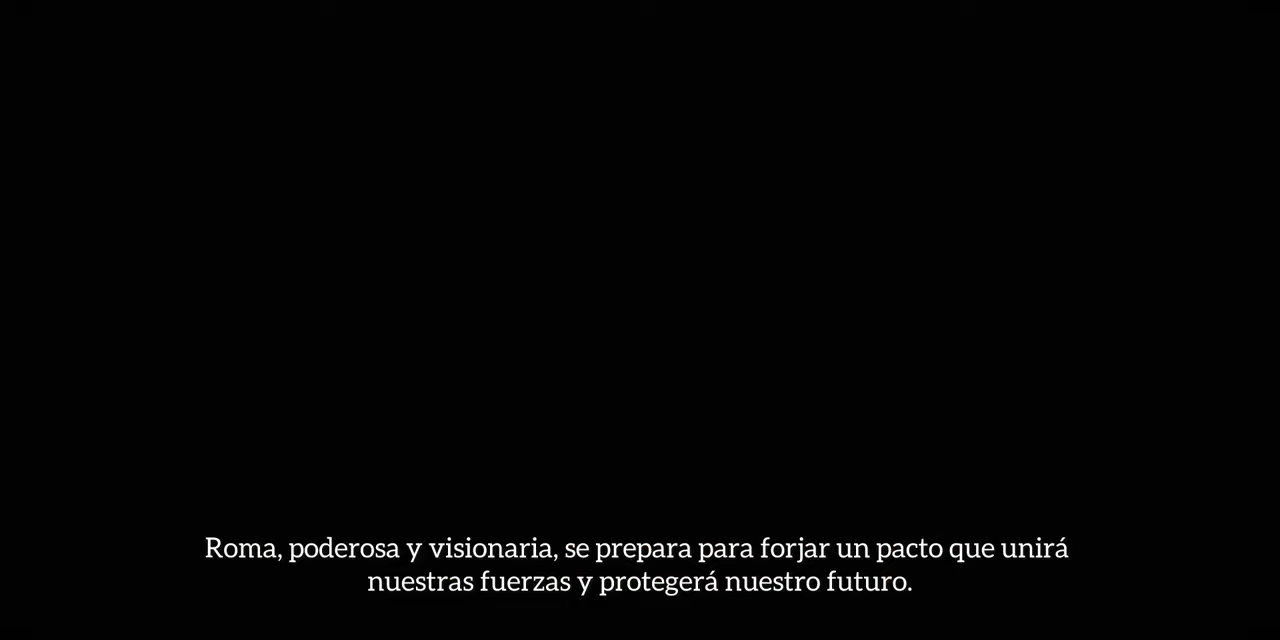 Roma, poderosa y visionaria, se prepara para forjar un pacto que unirá
nuestras fuerzas y protegerá nuestro futuro.